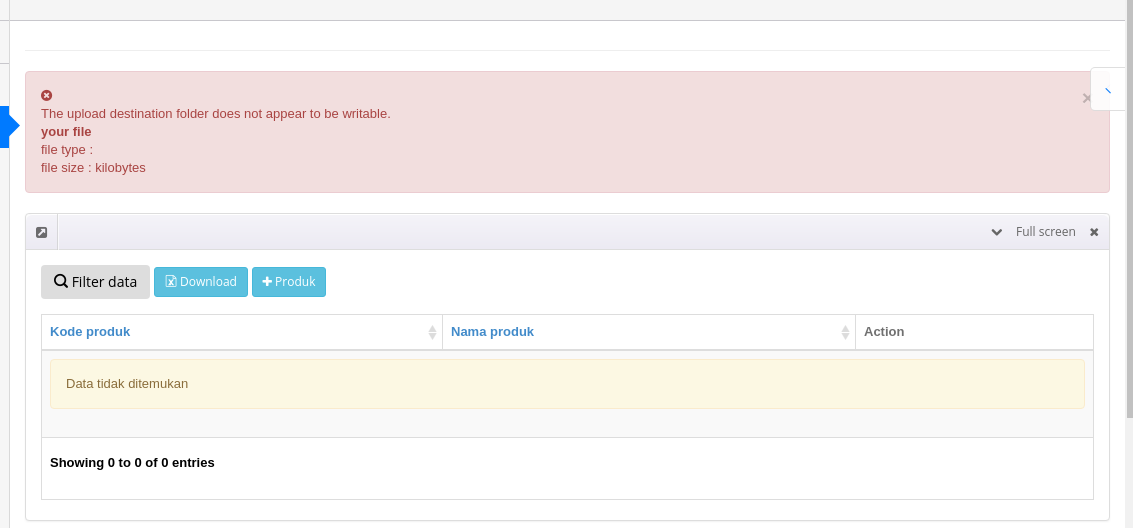 The upload destination folder does not appear to be writable.
your file
file type :
file size : kilobytes
Full screen
Filter data Download Produk
Kode produk Nama produk Action
Data tidak ditemukan
Showing 0 to 0 of 0 entries